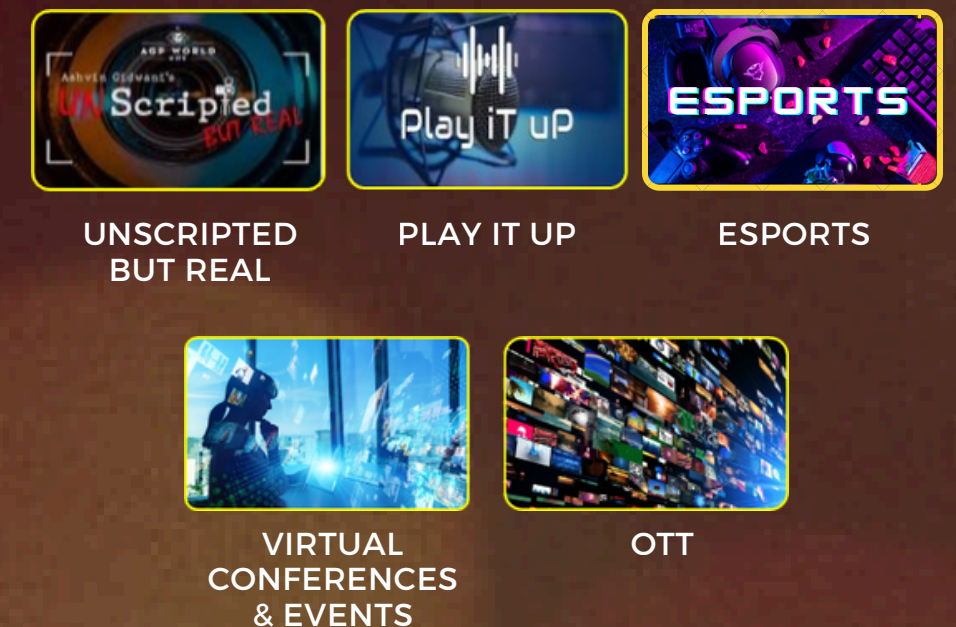 AGP WORLD
Ashvin Gidwani's
UNScripted
BUT REAL
Play iT uP
ESPORTS
UNSCRIPTED
BUT REAL
PLAY IT UP
ESPORTS
VIRTUAL
CONFERENCES
& EVENTS
OTT